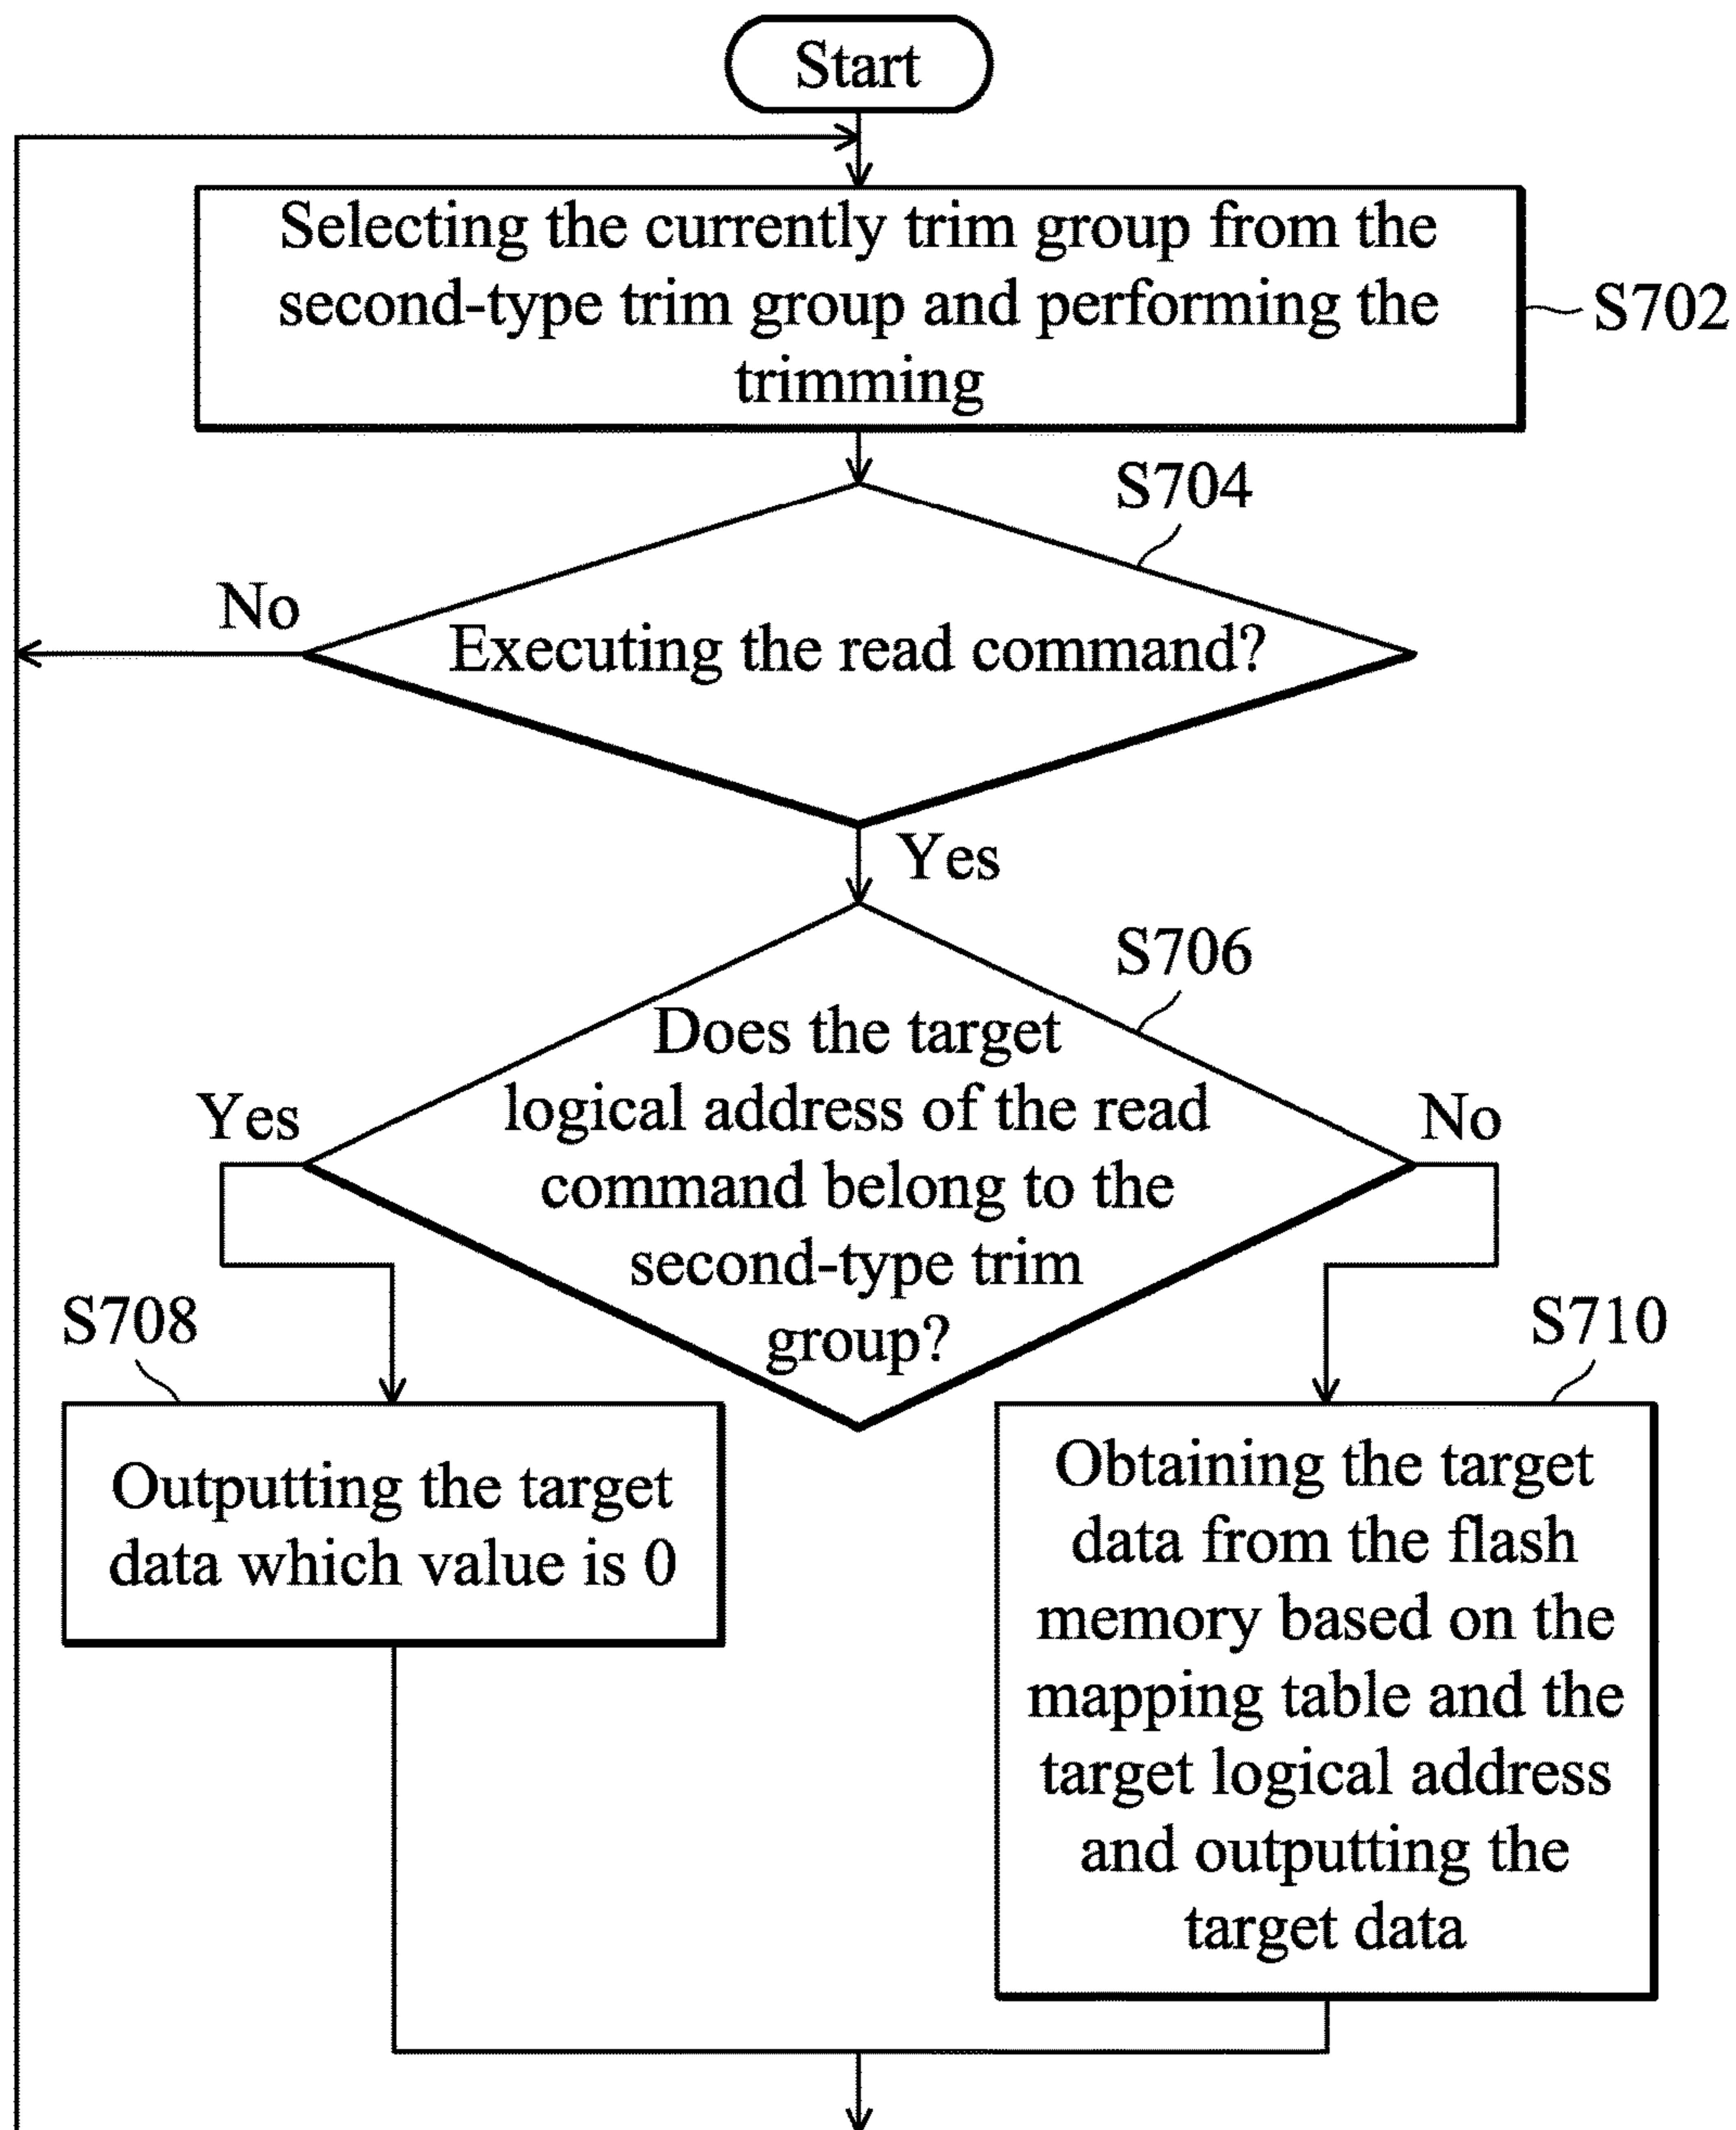 Start
Selecting the currently trim group from the
second-type trim group and performing the
trimming
S702
S704
No
Executing the read command?
Yes
S706
Does the target
logical address of the read
command belong to the
second-type trim
group?
Yes
No
S708
S710
Outputting the target
data which value is 0
Obtaining the target
data from the flash
memory based on the
mapping table and the
target logical address
and outputting the
target data